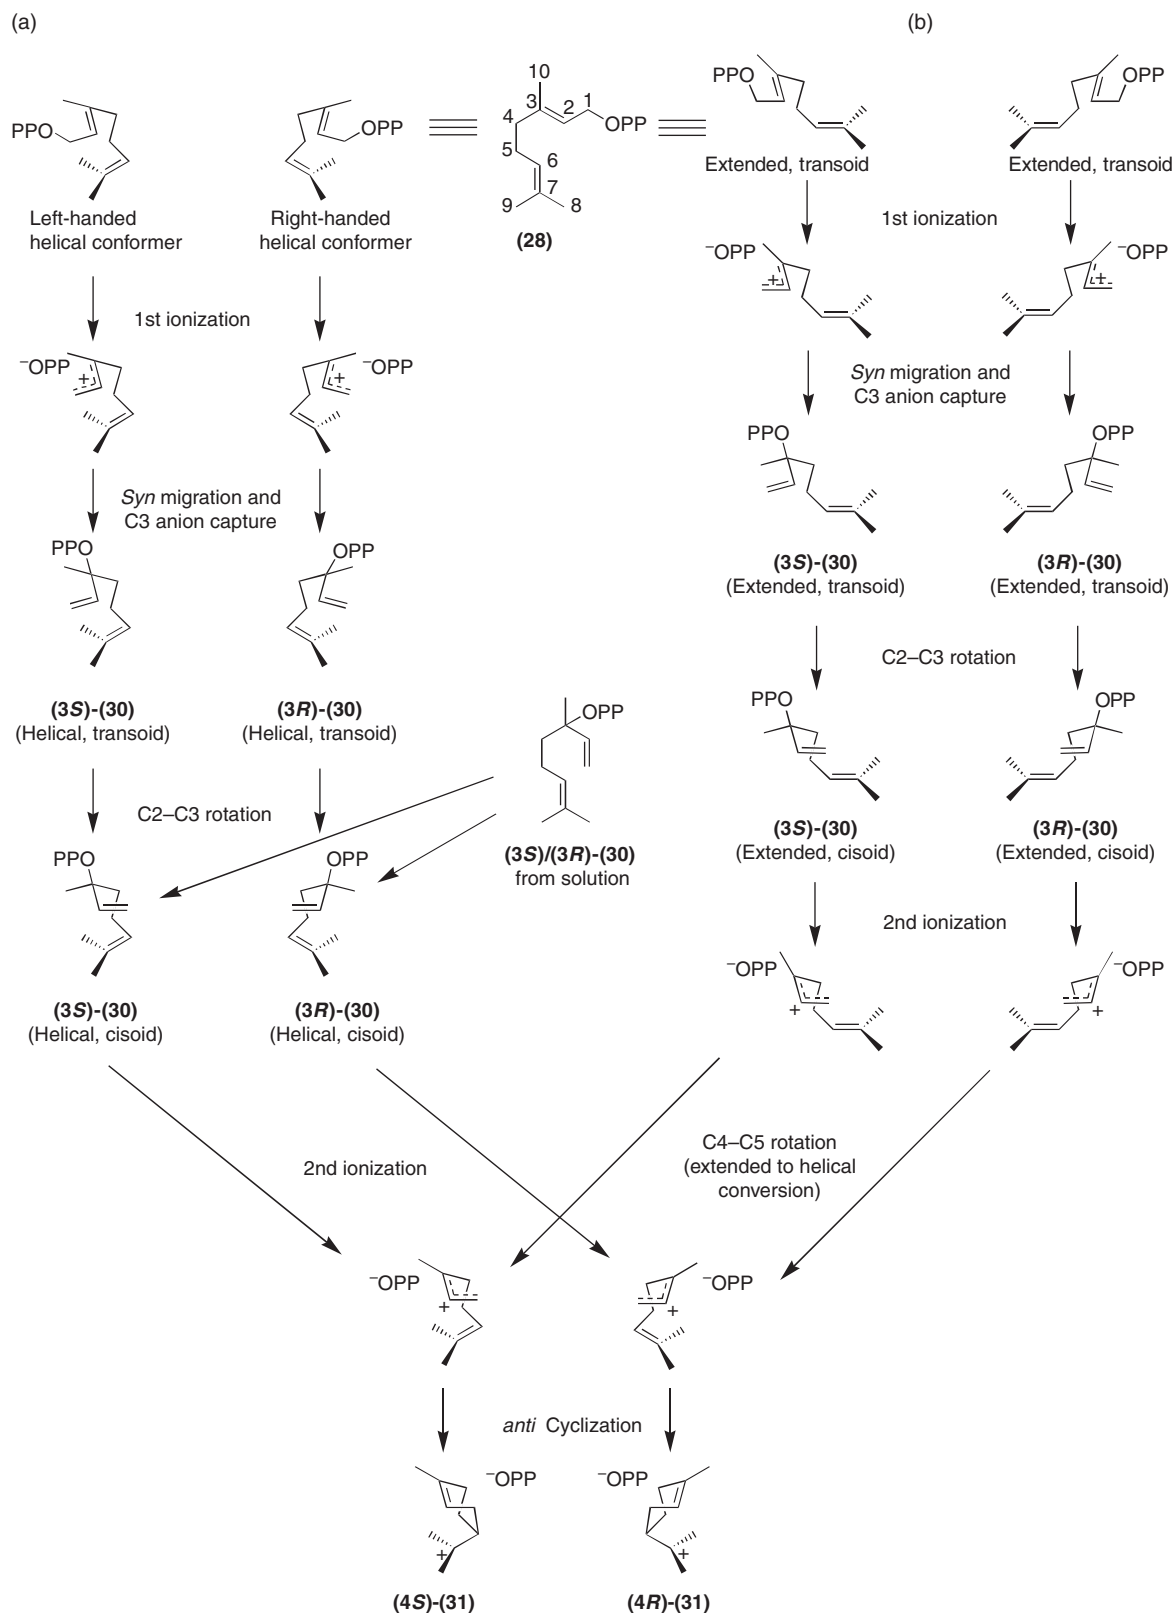 (a)
(b)
PPO
OPP
10
3
2
1
4
OPP
5
6
7
9
8
(28)
PPO
OPP
Left-handed
helical conformer
Right-handed
helical conformer
Extended, transoid
Extended, transoid
1st ionization
1st ionization
⁻OPP
+
+
⁻OPP
⁻OPP
+
+
⁻OPP
Syn migration and
C3 anion capture
Syn migration and
C3 anion capture
PPO
OPP
PPO
OPP
(3S)-(30)
(Helical, transoid)
(3R)-(30)
(Helical, transoid)
(3S)-(30)
(Extended, transoid)
(3R)-(30)
(Extended, transoid)
C2–C3 rotation
C2–C3 rotation
OPP
(3S)/(3R)-(30)
from solution
PPO
OPP
PPO
OPP
(3S)-(30)
(Helical, cisoid)
(3R)-(30)
(Helical, cisoid)
(3S)-(30)
(Extended, cisoid)
(3R)-(30)
(Extended, cisoid)
2nd ionization
2nd ionization
⁻OPP
+
+
⁻OPP
C4–C5 rotation
(extended to helical
conversion)
⁻OPP
+
+
⁻OPP
anti Cyclization
⁻OPP
+
⁻OPP
+
(4S)-(31)
(4R)-(31)